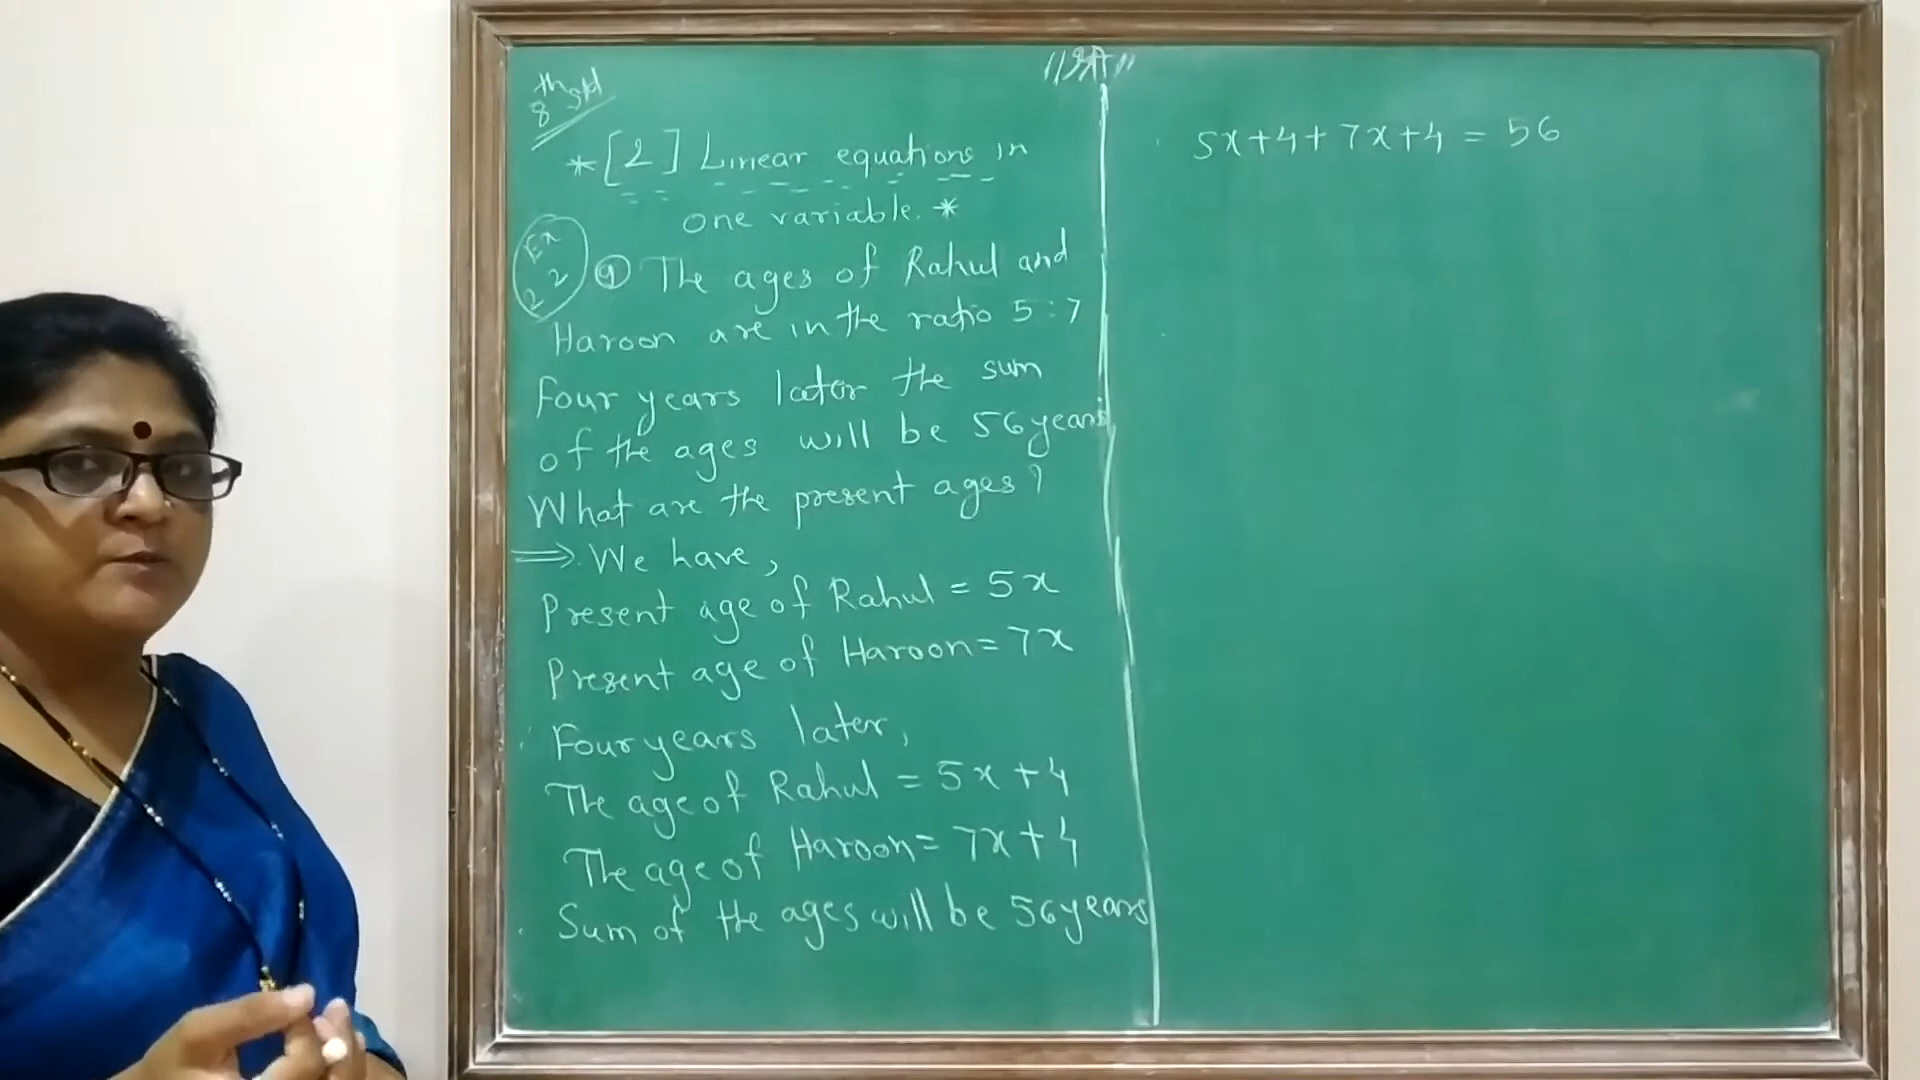 8th std
*[2] Linear equations in
one variable. *
Ex 2.2
④ The ages of Rahul and
Haroon are in the ratio 5:7
Four years later the sum
of the ages will be 56 years
What are the present ages?
⇒ We have,
Present age of Rahul = 5x
Present age of Haroon = 7x
Four years later,
The age of Rahul = 5x+4
The age of Haroon = 7x+4
Sum of the ages will be 56 years
5x+4+7x+4 = 56